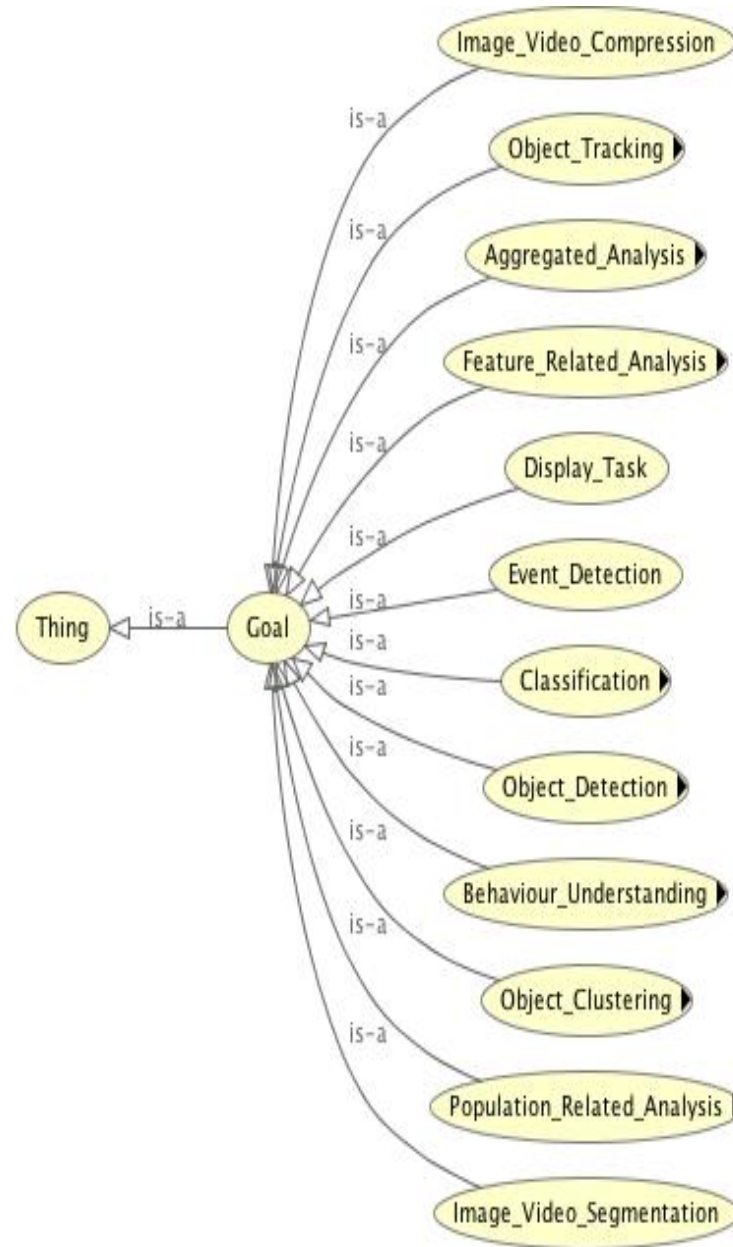 Image_Video_Compression
is-a
Object_Tracking
is-a
Aggregated_Analysis
is-a
Feature_Related_Analysis
is-a
Display_Task
is-a
Event_Detection
is-a
Thing
is-a
Goal
is-a
Classification
is-a
Object_Detection
is-a
Behaviour_Understanding
is-a
Object_Clustering
is-a
Population_Related_Analysis
is-a
Image_Video_Segmentation